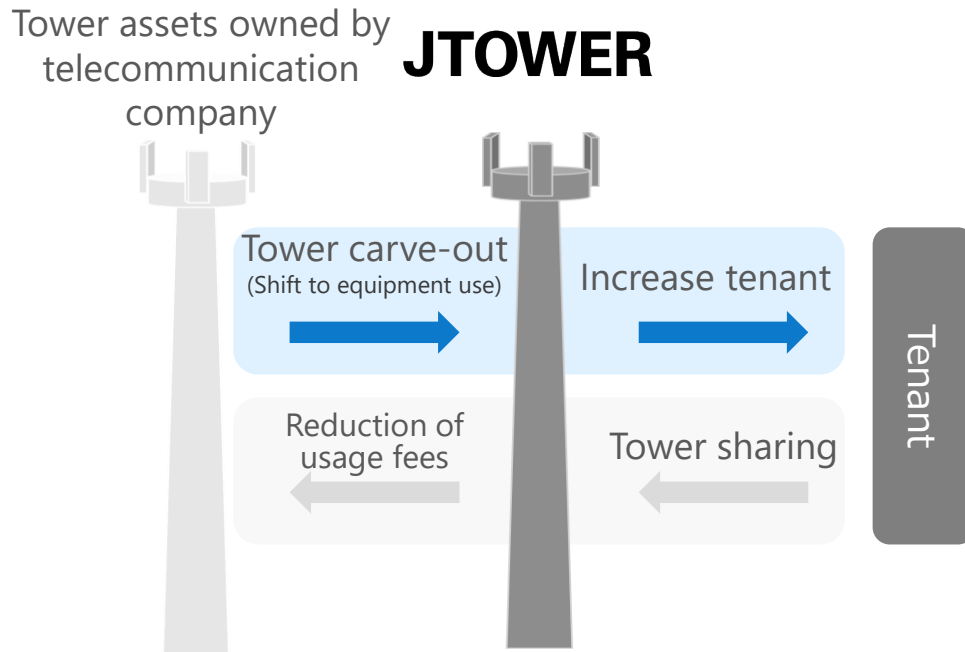 Tower assets owned by
telecommunication
company
JTOWER
Tower carve-out
(Shift to equipment use)
Increase tenant
Reduction of
usage fees
Tower sharing
Tenant